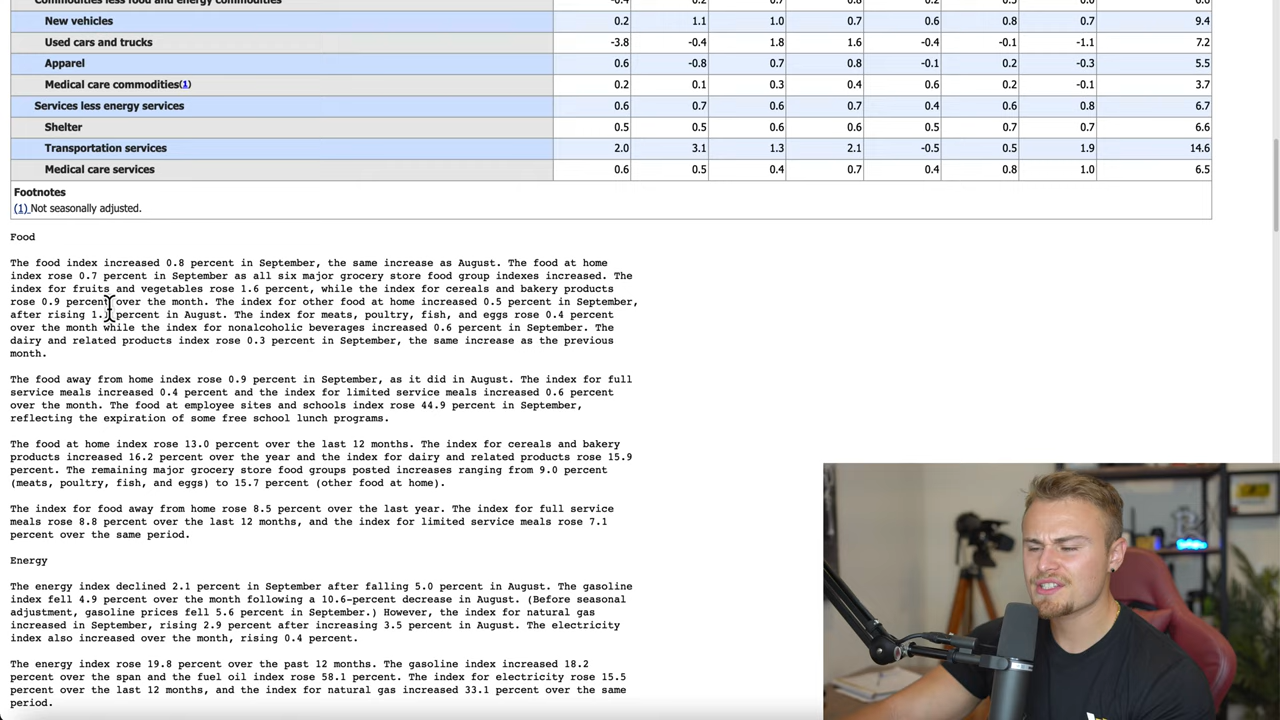 Commodities less food and energy commodities
New vehicles 0.2 1.1 1.0 0.7 0.6 0.8 0.7 9.4
Used cars and trucks -3.8 -0.4 1.8 1.6 -0.4 -0.1 -1.1 7.2
Apparel 0.6 -0.8 0.7 0.8 -0.1 0.2 -0.3 5.5
Medical care commodities(1) 0.2 0.1 0.3 0.4 0.6 0.2 -0.1 3.7
Services less energy services 0.6 0.7 0.6 0.7 0.4 0.6 0.8 6.7
Shelter 0.5 0.5 0.6 0.6 0.5 0.7 0.7 6.6
Transportation services 2.0 3.1 1.3 2.1 -0.5 0.5 1.9 14.6
Medical care services 0.6 0.5 0.4 0.7 0.4 0.8 1.0 6.5
Footnotes
(1) Not seasonally adjusted.
Food
The food index increased 0.8 percent in September, the same increase as August. The food at home
index rose 0.7 percent in September as all six major grocery store food group indexes increased. The
index for fruits and vegetables rose 1.6 percent, while the index for cereals and bakery products
rose 0.9 percent over the month. The index for other food at home increased 0.5 percent in September,
after rising percent in August. The index for meats, poultry, fish, and eggs rose 0.4 percent
over the month while the index for nonalcoholic beverages increased 0.6 percent in September. The
dairy and related products index rose 0.3 percent in September, the same increase as the previous
month.
The food away from home index rose 0.9 percent in September, as it did in August. The index for full
service meals increased 0.4 percent and the index for limited service meals increased 0.6 percent
over the month. The food at employee sites and schools index rose 44.9 percent in September,
reflecting the expiration of some free school lunch programs.
The food at home index rose 13.0 percent over the last 12 months. The index for cereals and bakery
products increased 16.2 percent over the year and the index for dairy and related products rose 15.9
percent. The remaining major grocery store food groups posted increases ranging from 9.0 percent
(meats, poultry, fish, and eggs) to 15.7 percent (other food at home).
The index for food away from home rose 8.5 percent over the last year. The index for full service
meals rose 8.8 percent over the last 12 months, and the index for limited service meals rose 7.1
percent over the same period.
Energy
The energy index declined 2.1 percent in September after falling 5.0 percent in August. The gasoline
index fell 4.9 percent over the month following a 10.6-percent decrease in August. (Before seasonal
adjustment, gasoline prices fell 5.6 percent in September.) However, the index for natural gas
increased in September, rising 2.9 percent after increasing 3.5 percent in August. The electricity
index also increased over the month, rising 0.4 percent.
The energy index rose 19.8 percent over the past 12 months. The gasoline index increased 18.2
percent over the span and the fuel oil index rose 58.1 percent. The index for electricity rose 15.5
percent over the last 12 months, and the index for natural gas increased 33.1 percent over the same
period.